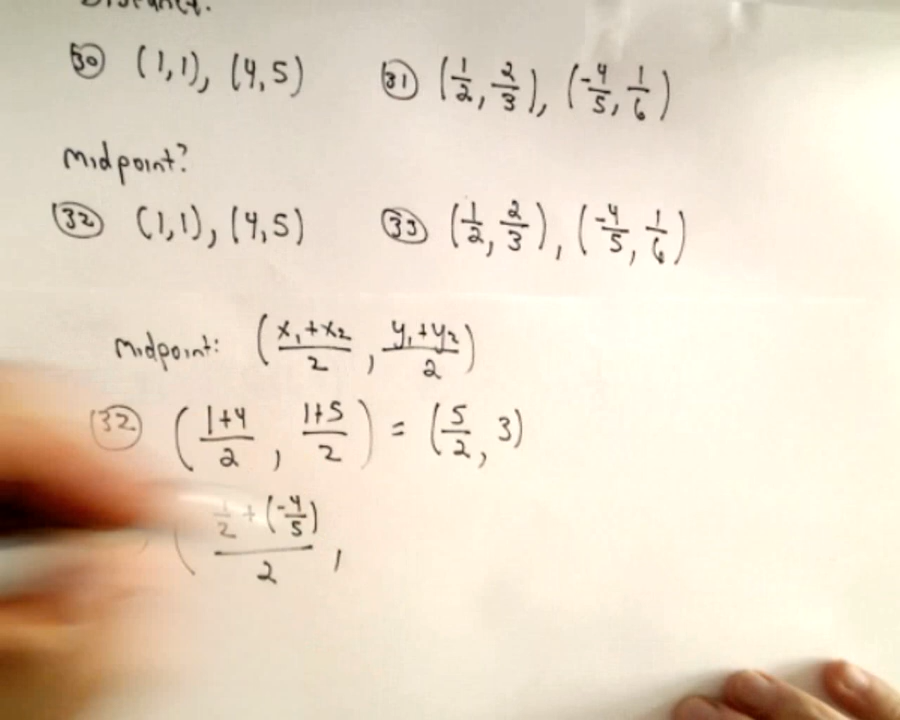 Distance:
(30) (1,1), (4,5) (31) (1/2, 2/3), (-4/5, 1/6)
Midpoint?
(32) (1,1), (4,5) (33) (1/2, 2/3), (-4/5, 1/6)
Midpoint: (x₁+x₂/2, y₁+y₂/2)
(32) (1+4/2, 1+5/2) = (5/2, 3)
(1/2 + (-4/5)/2,